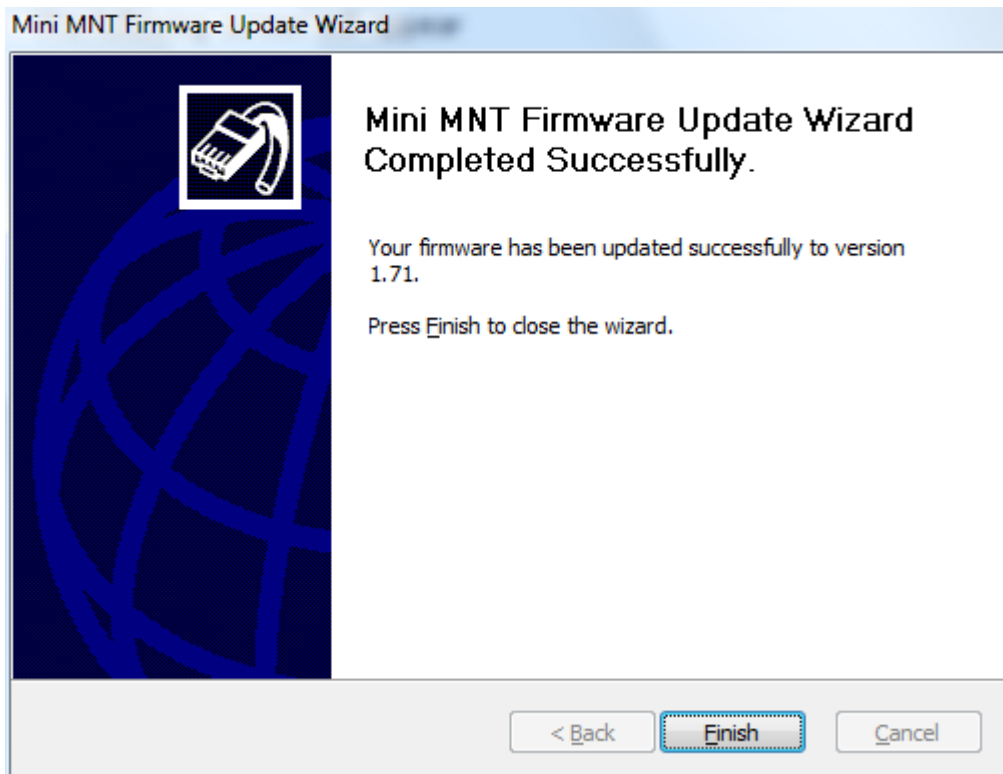 Mini MNT Firmware Update Wizard
Mini MNT Firmware Update Wizard
Completed Successfully.
Your firmware has been updated successfully to version
1.71.
Press Finish to close the wizard.
< Back
Finish
Cancel